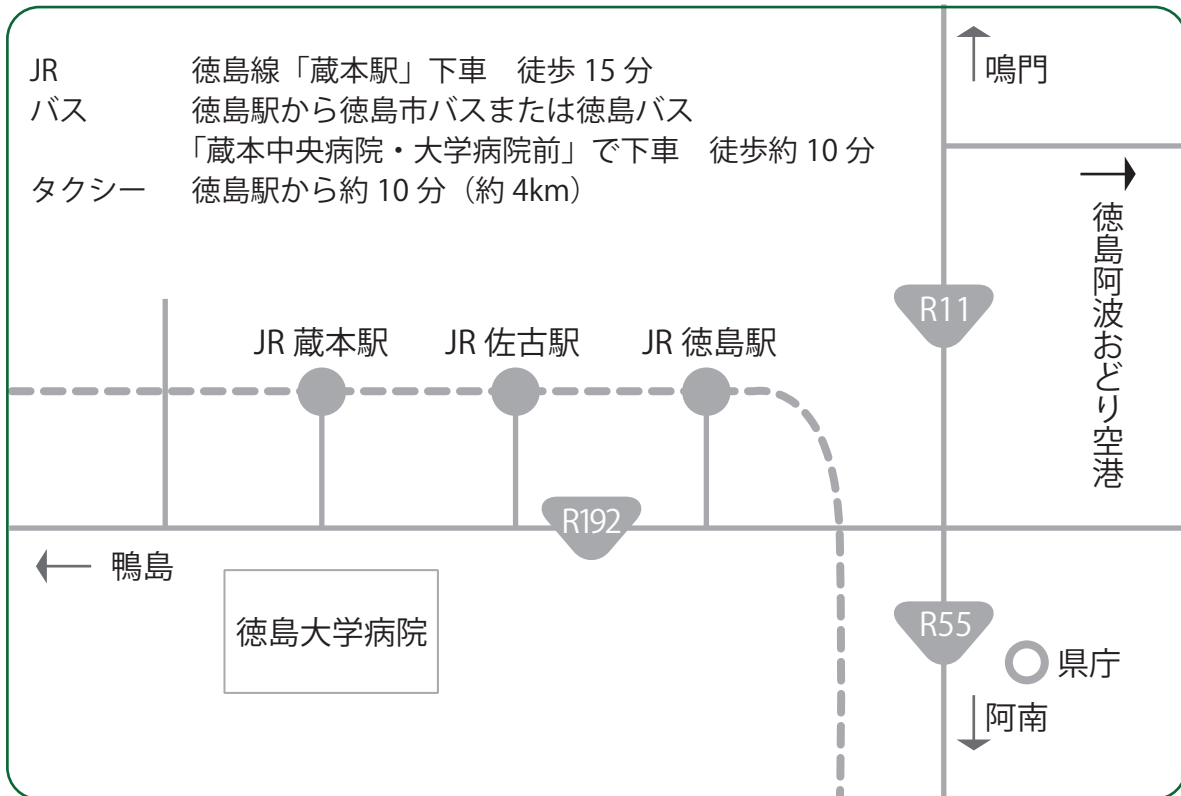 JR 徳島線「蔵本駅」下車 徒歩 15 分
バス 徳島駅から徳島市バスまたは徳島バス
「蔵本中央病院・大学病院前」で下車 徒歩約 10 分
タクシー 徳島駅から約 10 分（約 4km）
鳴門
徳島阿波おどり空港
R11
JR 蔵本駅
JR 佐古駅
JR 徳島駅
R192
鴨島
徳島大学病院
R55
県庁
阿南